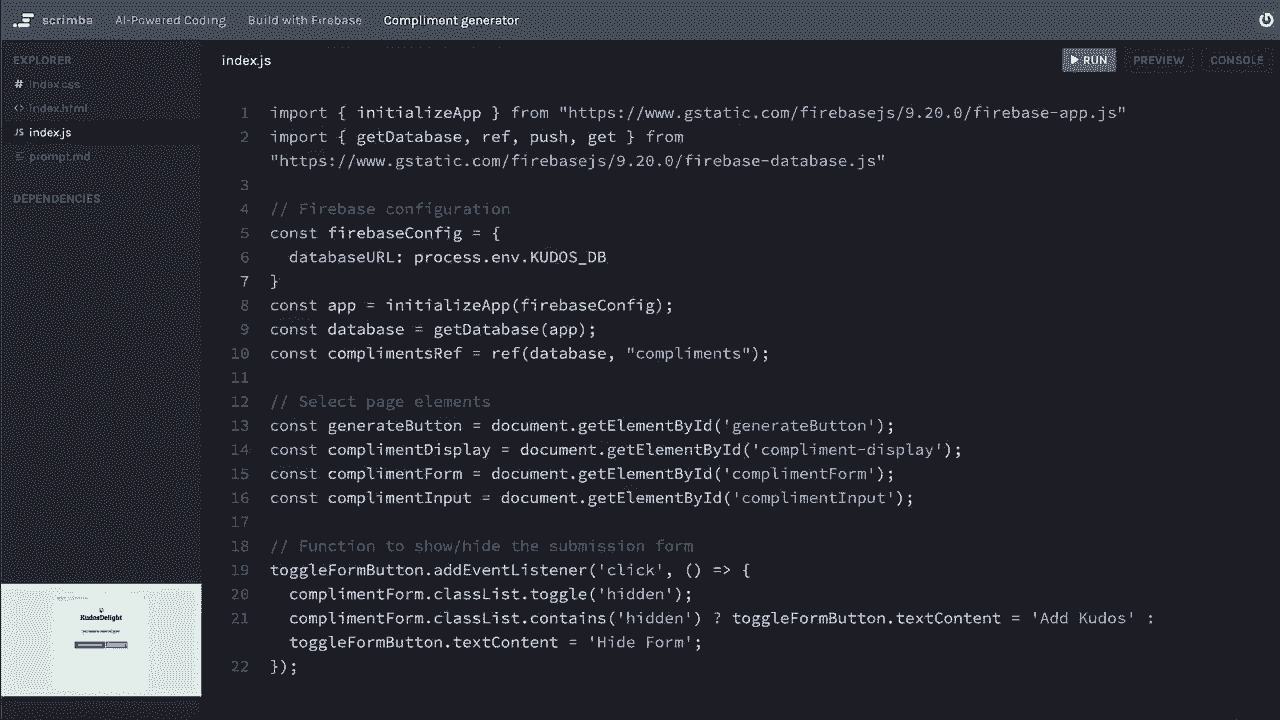 scrimba AI-Powered Coding Build with Firebase Compliment generator
EXPLORER
# index.css
<> index.html
JS index.js
prompt.md
DEPENDENCIES
index.js
RUN PREVIEW CONSOLE
1 import { initializeApp } from "https://www.gstatic.com/firebasejs/9.20.0/firebase-app.js"
2 import { getDatabase, ref, push, get } from
"https://www.gstatic.com/firebasejs/9.20.0/firebase-database.js"
3
4 // Firebase configuration
5 const firebaseConfig = {
6 databaseURL: process.env.KUDOS_DB
7 }
8 const app = initializeApp(firebaseConfig);
9 const database = getDatabase(app);
10 const complimentsRef = ref(database, "compliments");
11
12 // Select page elements
13 const generateButton = document.getElementById('generateButton');
14 const complimentDisplay = document.getElementById('compliment-display');
15 const complimentForm = document.getElementById('complimentForm');
16 const complimentInput = document.getElementById('complimentInput');
17
18 // Function to show/hide the submission form
19 toggleFormButton.addEventListener('click', () => {
20 complimentForm.classList.toggle('hidden');
21 complimentForm.classList.contains('hidden') ? toggleFormButton.textContent = 'Add Kudos' :
toggleFormButton.textContent = 'Hide Form';
22 });
KudosDelight